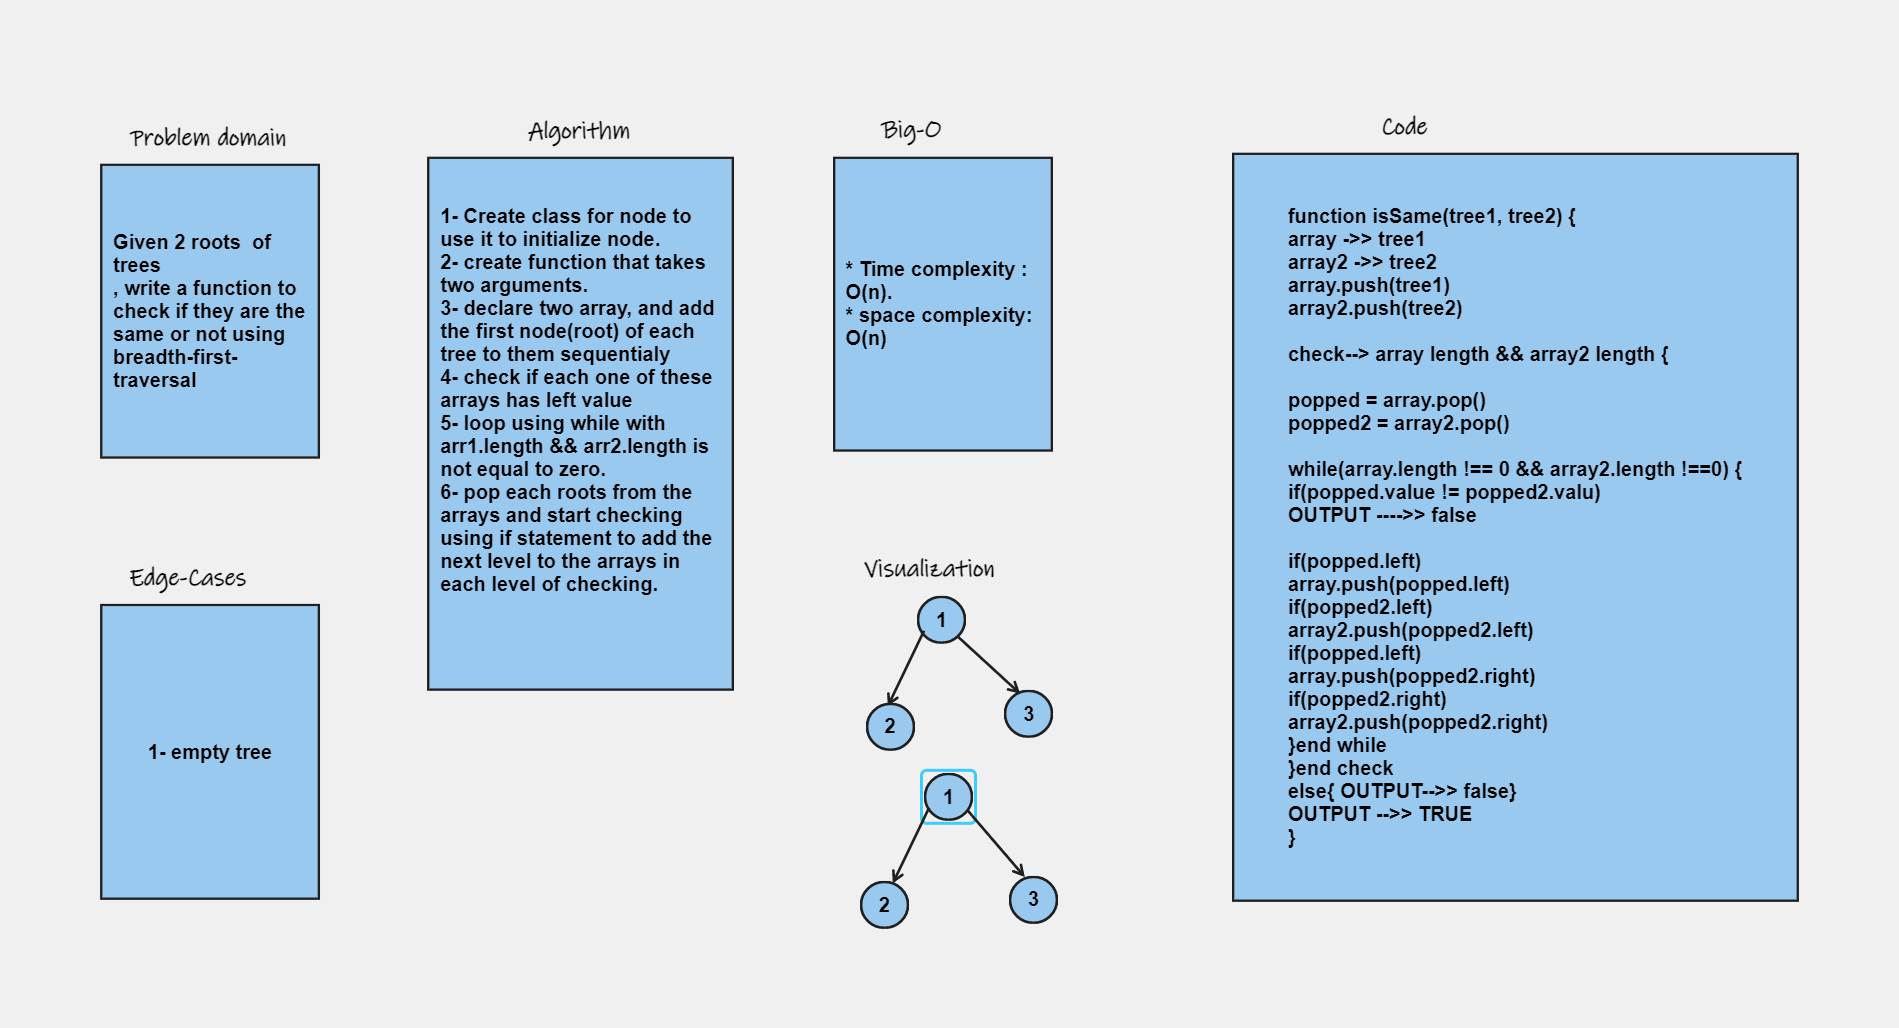 Problem domain
Given 2 roots  of
trees
, write a function to
check if they are the
same or not using
breadth-first-
traversal
Edge-Cases
1- empty tree
Algorithm
1- Create class for node to
use it to initialize node.
2- create function that takes
two arguments.
3- declare two array, and add
the first node(root) of each
tree to them sequentialy
4- check if each one of these
arrays has left value
5- loop using while with
arr1.length && arr2.length is
not equal to zero.
6- pop each roots from the
arrays and start checking
using if statement to add the
next level to the arrays in
each level of checking.
Big-O
* Time complexity :
O(n).
* space complexity:
O(n)
Visualization
1
2
3
1
2
3
Code
function isSame(tree1, tree2) {
array ->> tree1
array2 ->> tree2
array.push(tree1)
array2.push(tree2)
check--> array length && array2 length {
popped = array.pop()
popped2 = array2.pop()
while(array.length !== 0 && array2.length !==0) {
if(popped.value != popped2.valu)
OUTPUT ---->> false
if(popped.left)
array.push(popped.left)
if(popped2.left)
array2.push(popped2.left)
if(popped.left)
array.push(popped2.right)
if(popped2.right)
array2.push(popped2.right)
}end while
}end check
else{ OUTPUT-->> false}
OUTPUT -->> TRUE
}